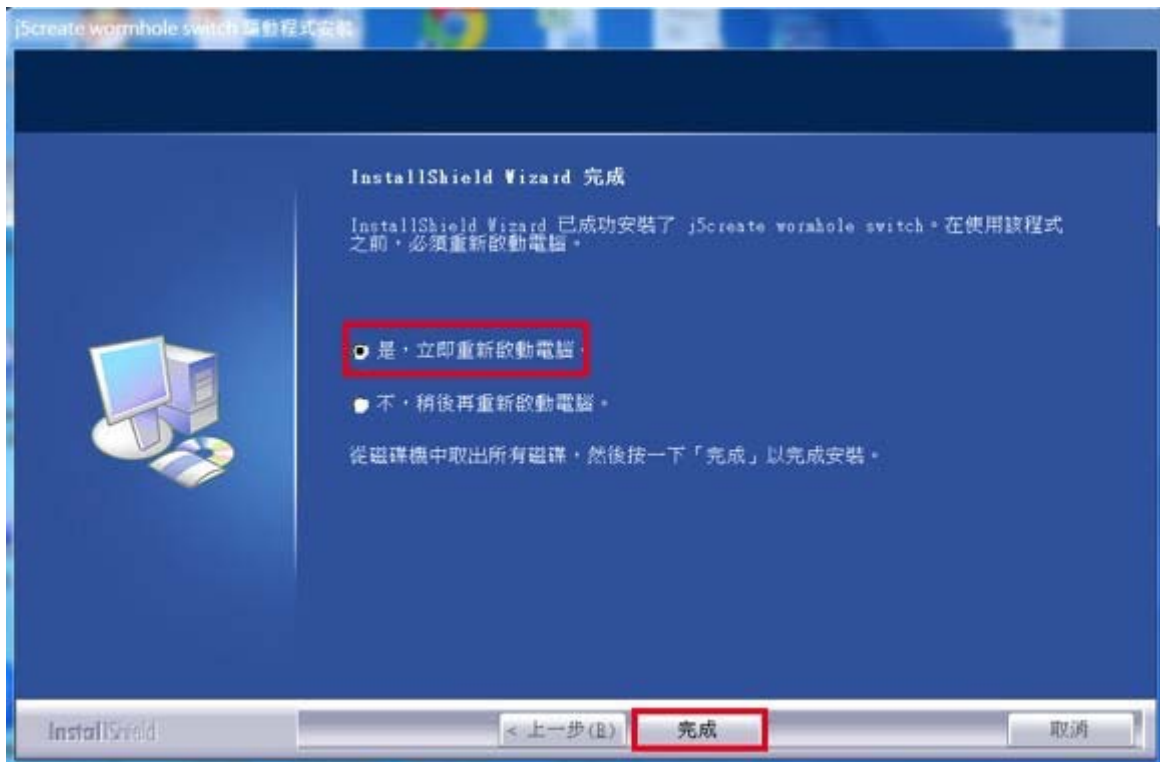 j5create wormhole switch 驅動程式安裝
InstallShield Wizard 完成
InstallShield Wizard 已成功安裝了 j5create wormhole switch。在使用該程式
之前，必須重新啟動電腦。
是，立即重新啟動電腦。
不，稍後再重新啟動電腦。
從磁碟機中取出所有磁碟，然後按一下「完成」以完成安裝。
InstallShield
< 上一步(B)
完成
取消